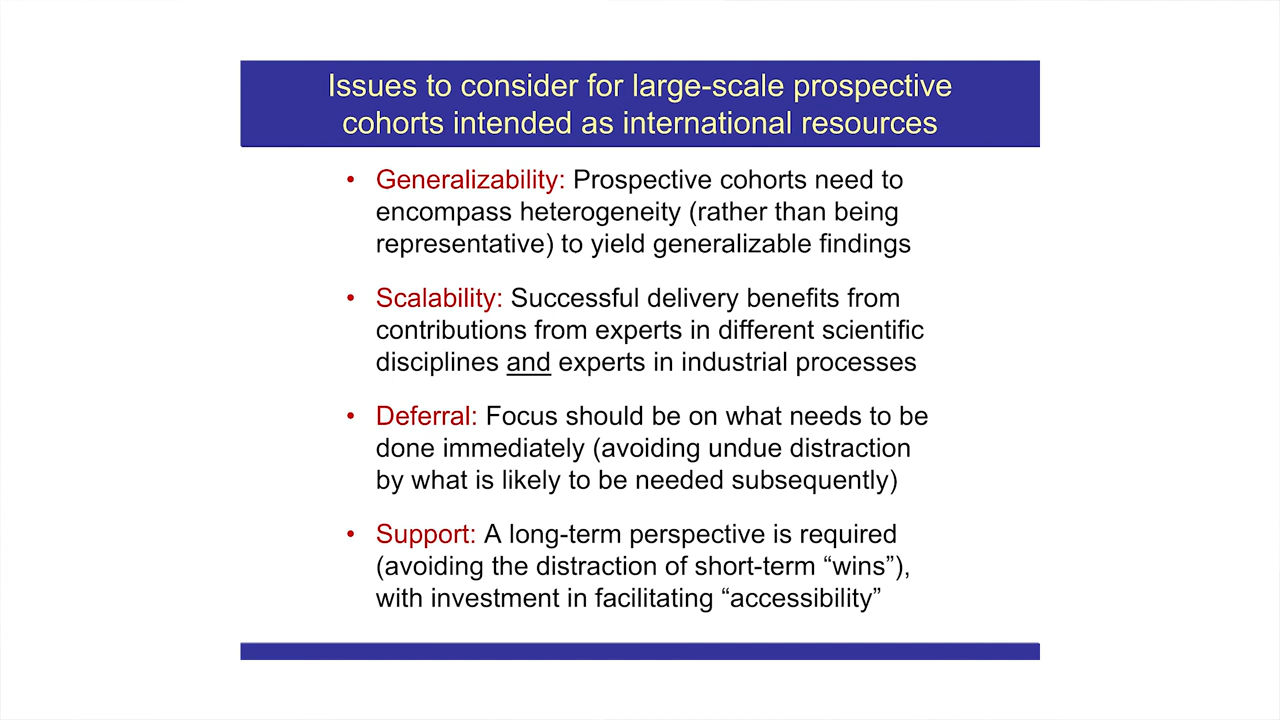 Issues to consider for large-scale prospective
cohorts intended as international resources
• Generalizability: Prospective cohorts need to
encompass heterogeneity (rather than being
representative) to yield generalizable findings
• Scalability: Successful delivery benefits from
contributions from experts in different scientific
disciplines and experts in industrial processes
• Deferral: Focus should be on what needs to be
done immediately (avoiding undue distraction
by what is likely to be needed subsequently)
• Support: A long-term perspective is required
(avoiding the distraction of short-term “wins”),
with investment in facilitating “accessibility”